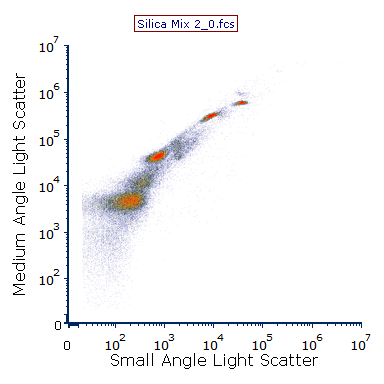 Silica Mix 2_0.fcs
10^7
10^6
10^5
10^4
10^3
10^2
0
Medium Angle Light Scatter
0 10^2 10^3 10^4 10^5 10^6 10^7
Small Angle Light Scatter